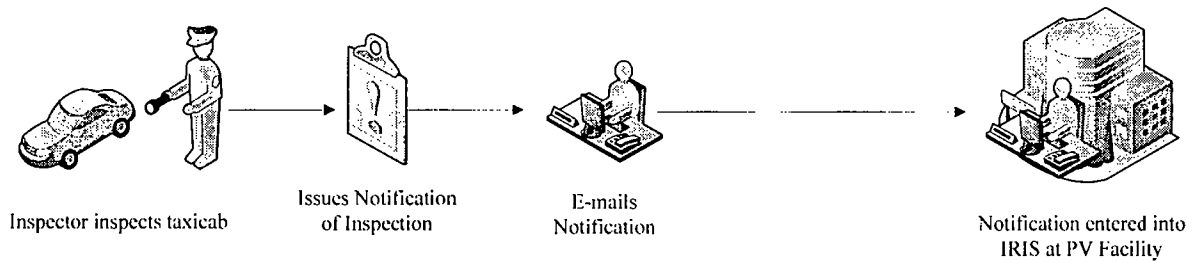 Inspector inspects taxicab
Issues Notification
of Inspection
E-mails
Notification
Notification entered into
IRIS at PV Facility